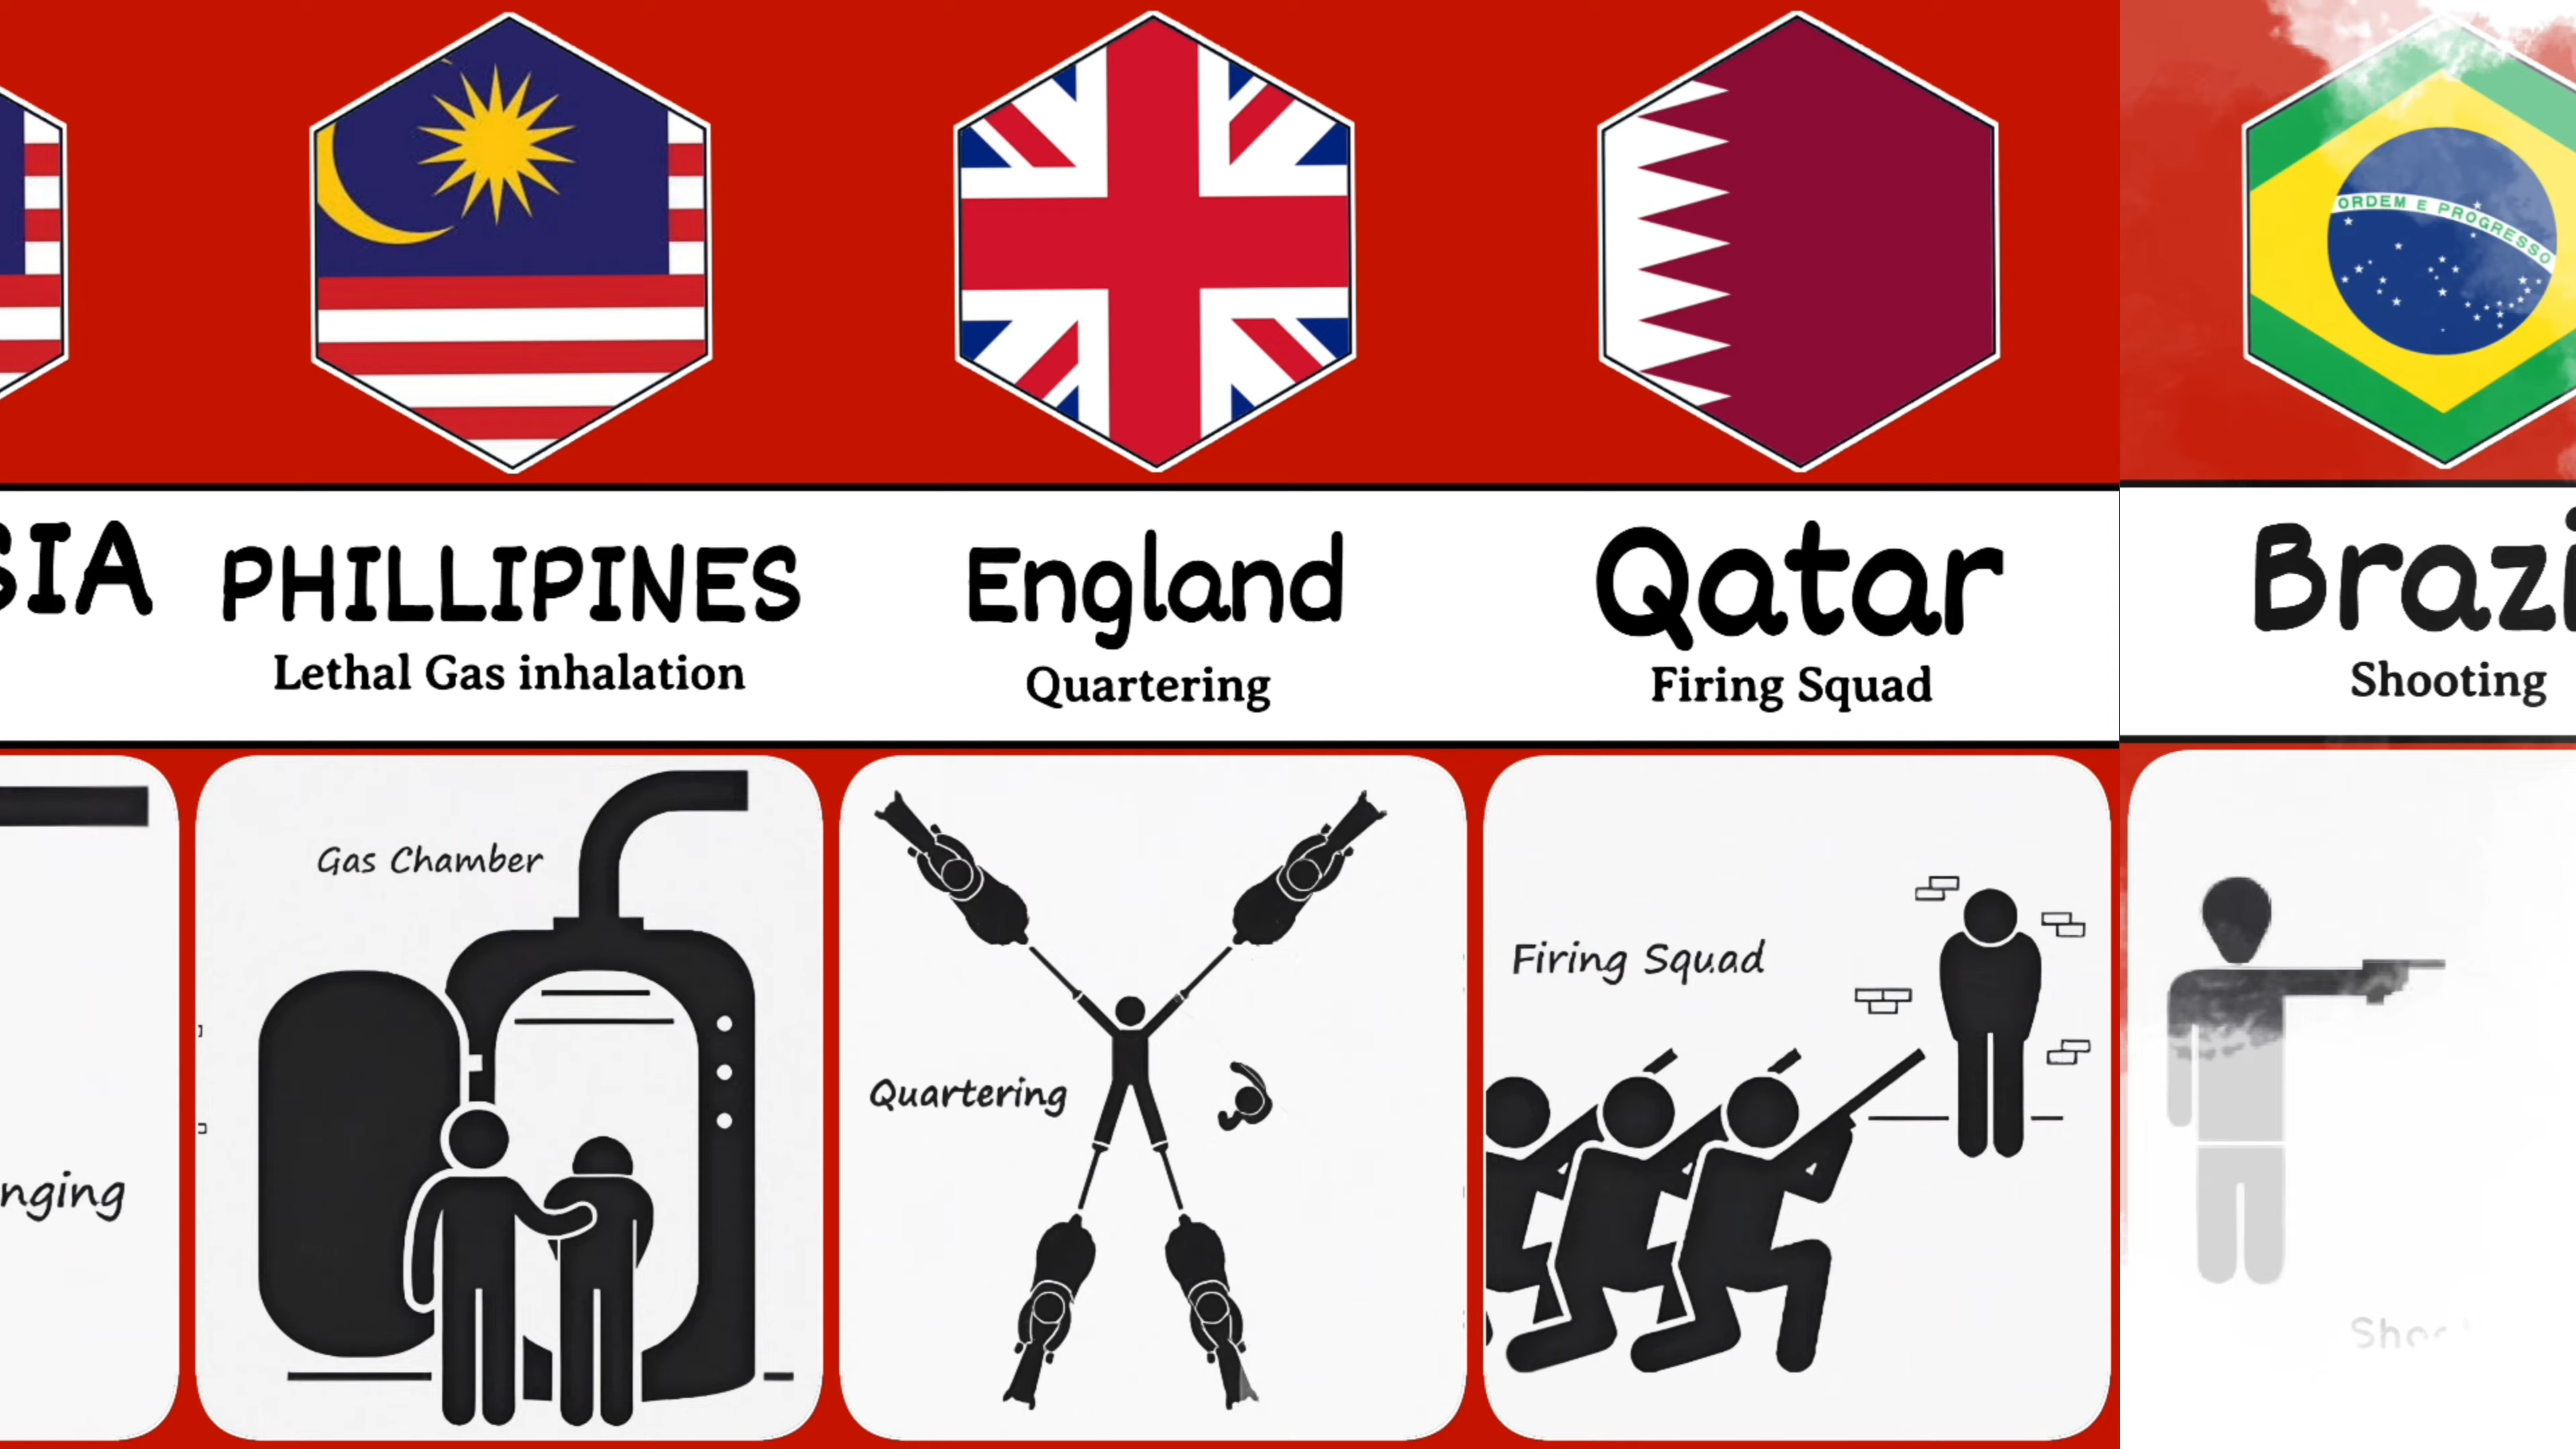 ORDEM E PROGRESSO
SIA
PHILLIPINES
Lethal Gas inhalation
England
Quartering
Qatar
Firing Squad
Brazi
Shooting
nging
Gas Chamber
Quartering
Firing Squad